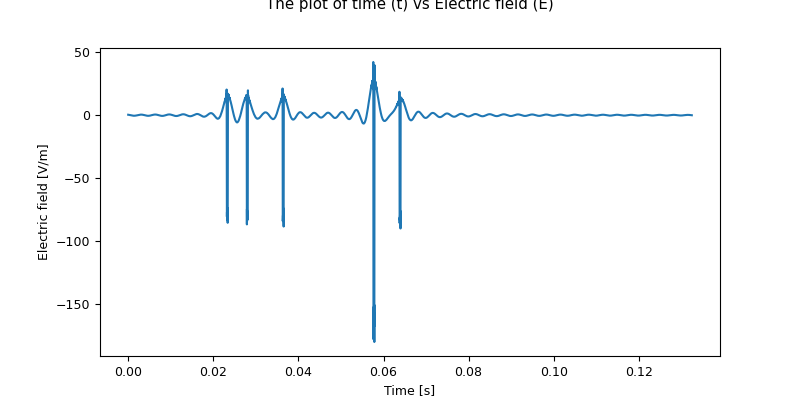 The plot of time (t) vs Electric field (E)
50
0
−50
−100
−150
Electric field [V/m]
0.00 0.02 0.04 0.06 0.08 0.10 0.12
Time [s]